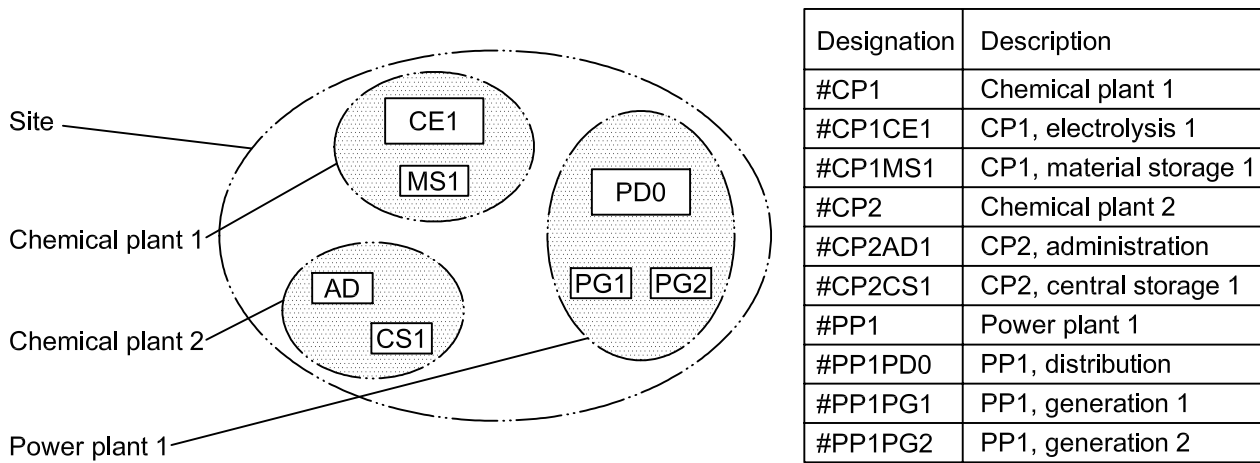 Site
Chemical plant 1
Chemical plant 2
Power plant 1
CE1
MS1
PD0
PG1 PG2
AD
CS1
Designation Description
#CP1 Chemical plant 1
#CP1CE1 CP1, electrolysis 1
#CP1MS1 CP1, material storage 1
#CP2 Chemical plant 2
#CP2AD1 CP2, administration
#CP2CS1 CP2, central storage 1
#PP1 Power plant 1
#PP1PD0 PP1, distribution
#PP1PG1 PP1, generation 1
#PP1PG2 PP1, generation 2